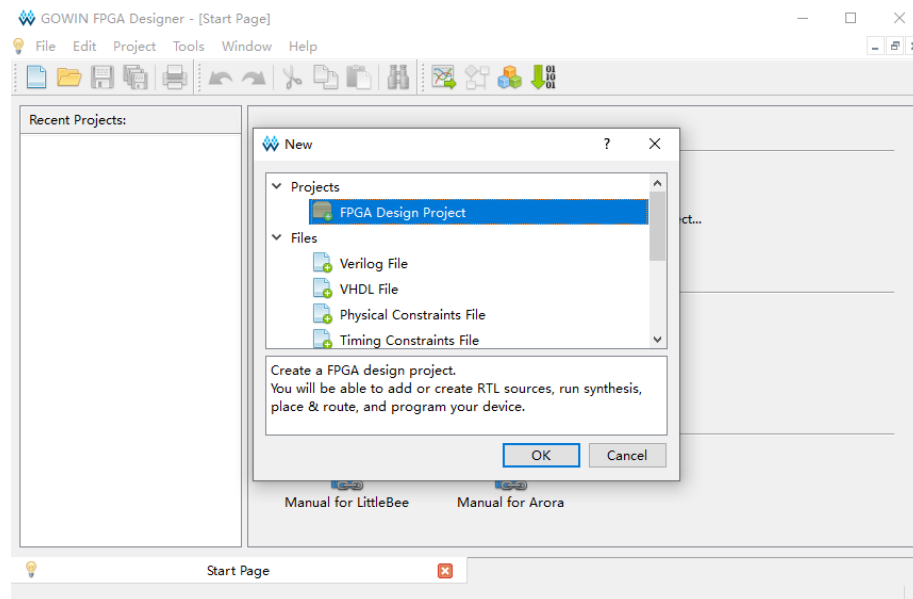 GOWIN FPGA Designer - [Start Page]
File Edit Project Tools Window Help
Recent Projects:
New
Projects
FPGA Design Project
ct...
Files
Verilog File
VHDL File
Physical Constraints File
Timing Constraints File
Create a FPGA design project.
You will be able to add or create RTL sources, run synthesis,
place & route, and program your device.
OK Cancel
Manual for LittleBee Manual for Arora
Start Page